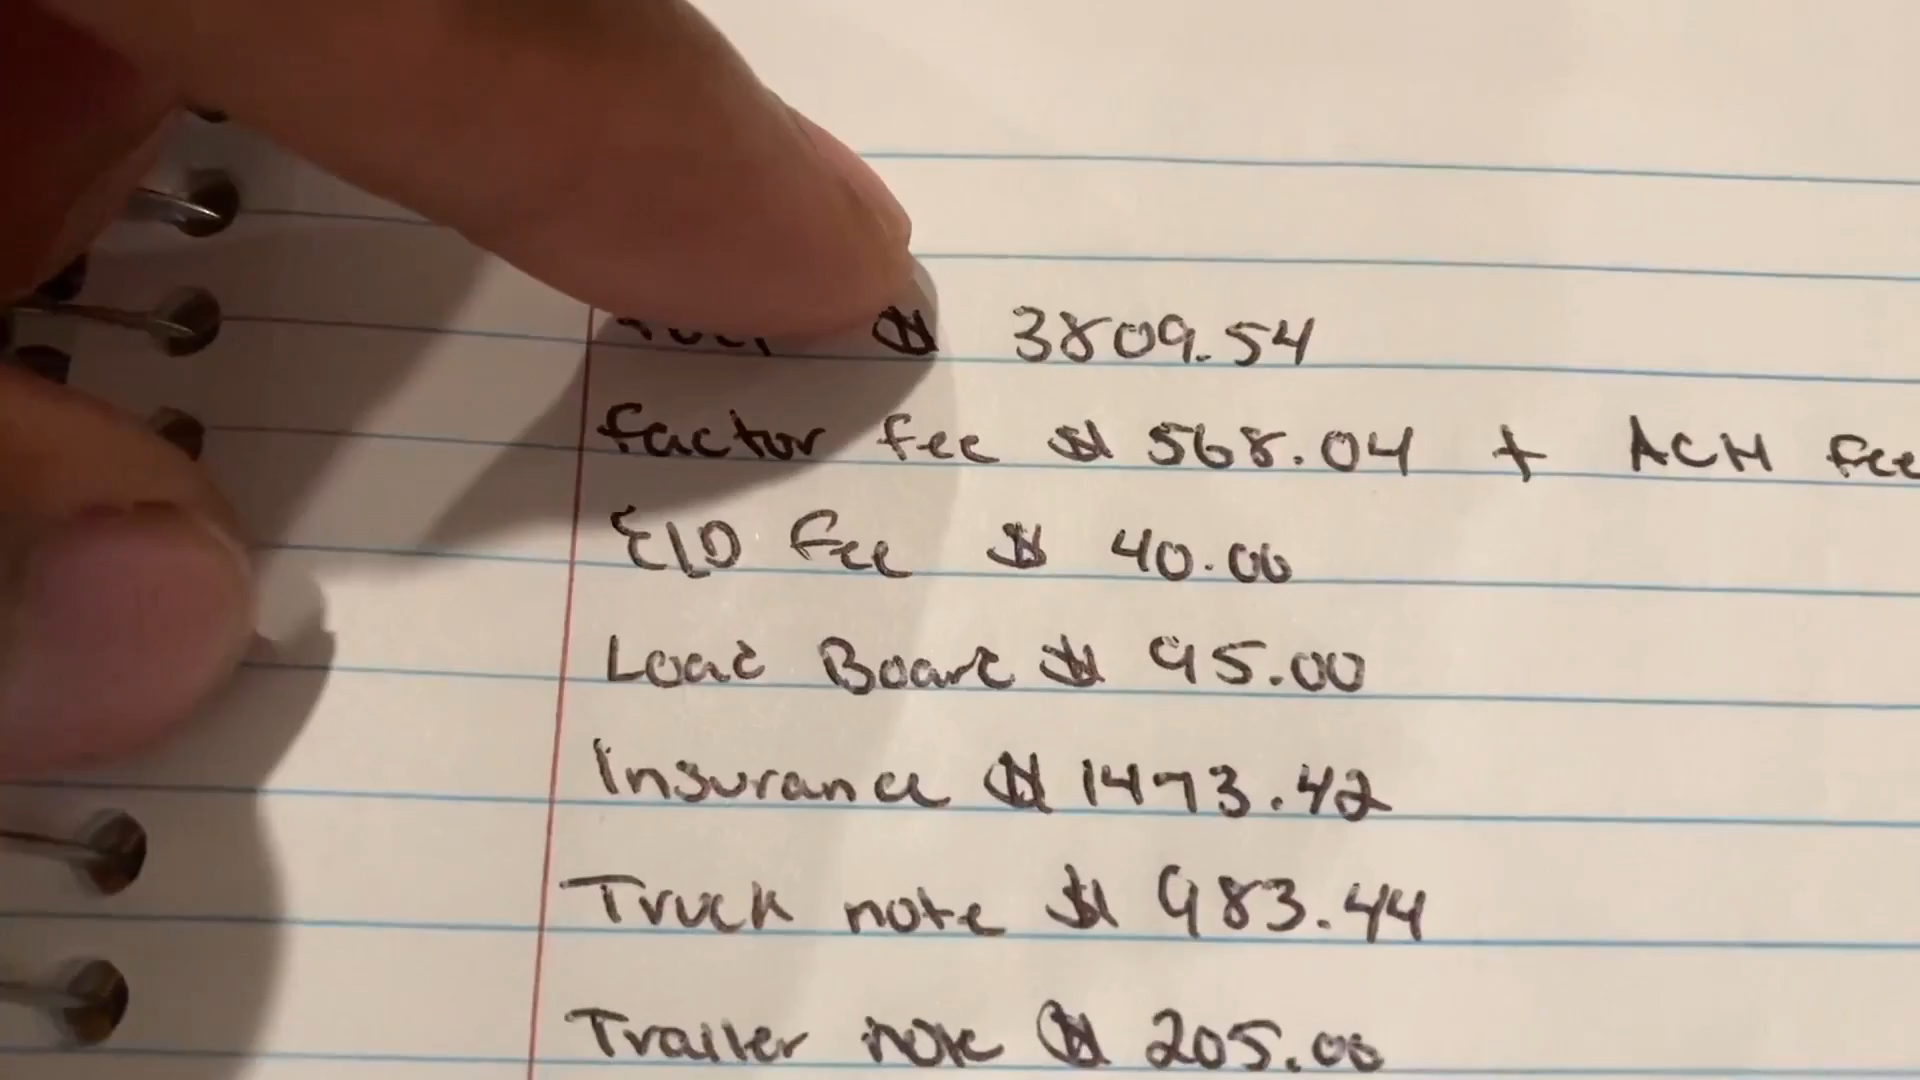 $ 3809.54
factor fee $ 568.04 + ACH fee
ELD Fee $ 40.00
Load Board $ 95.00
Insurance $ 1473.42
Truck note $ 983.44
Trailer note $ 205.00